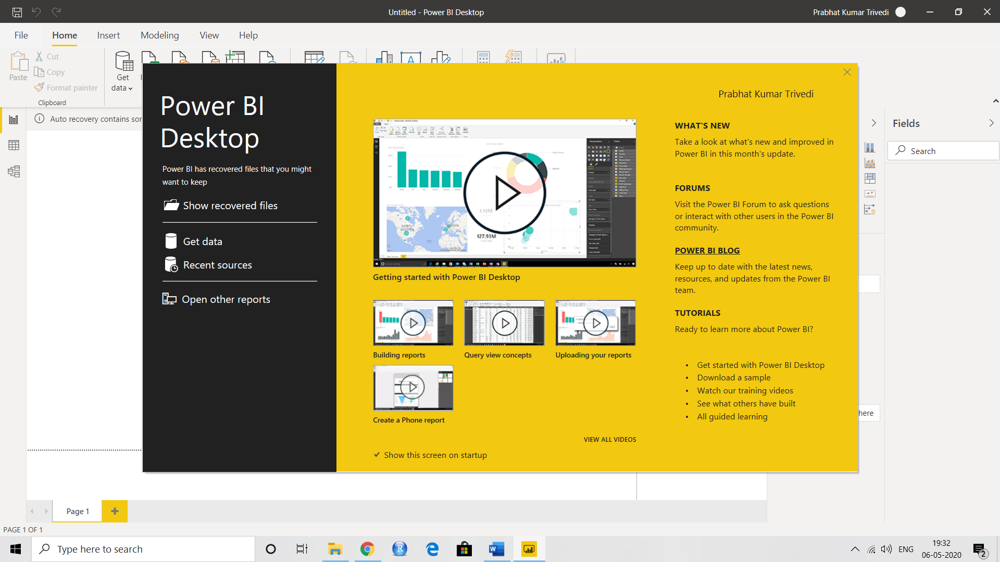 Untitled - Power BI Desktop
Prabhat Kumar Trivedi
File
Home
Insert
Modeling
View
Help
Paste
Cut
Copy
Format painter
Clipboard
Get
data
Auto recovery contains
Power BI
Desktop
Power BI has recovered files that you might
want to keep
Show recovered files
Get data
Recent sources
Open other reports
Prabhat Kumar Trivedi
Getting started with Power BI Desktop
Building reports
Query view concepts
Uploading your reports
Create a Phone report
VIEW ALL VIDEOS
Show this screen on startup
WHAT'S NEW
Take a look at what's new and improved in
Power BI in this month's update.
FORUMS
Visit the Power BI Forum to ask questions
or interact with other users in the Power BI
community.
POWER BI BLOG
Keep up to date with the latest news,
resources, and updates from the Power BI
team.
TUTORIALS
Ready to learn more about Power BI?
• Get started with Power BI Desktop
• Download a sample
• Watch our training videos
• See what others have built
• All guided learning
Fields
Search
here
Page 1
PAGE 1 OF 1
Type here to search
ENG
19:32
06-05-2020
2